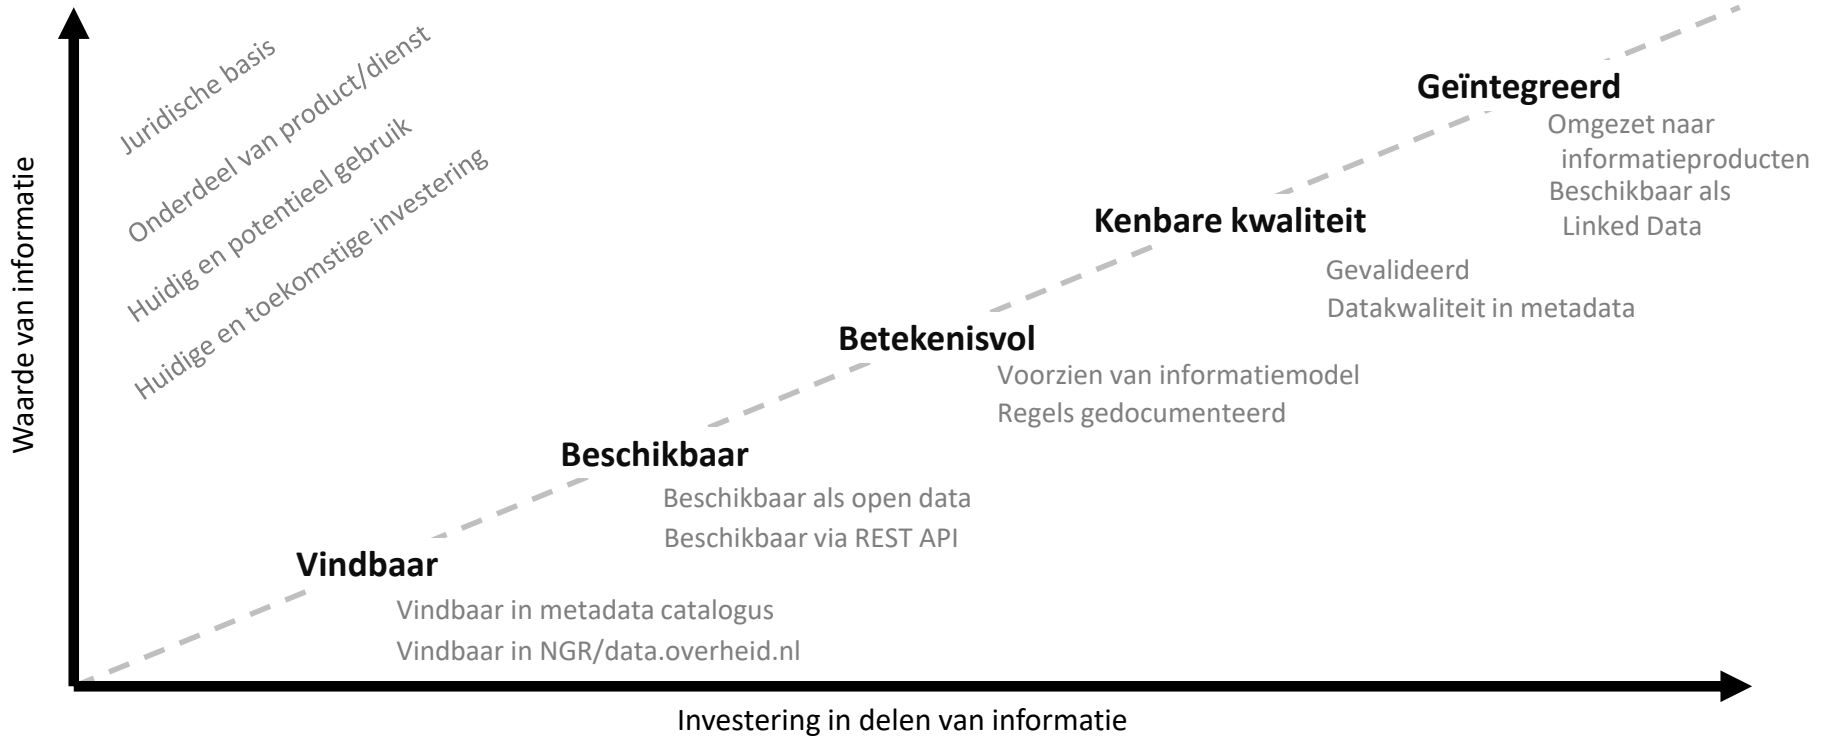 Waarde van informatie
Juridische basis
Onderdeel van product/dienst
Huidig en potentieel gebruik
Huidige en toekomstige investering
Geïntegreerd
Omgezet naar
informatieproducten
Beschikbaar als
Linked Data
Kenbare kwaliteit
Gevalideerd
Datakwaliteit in metadata
Betekenisvol
Voorzien van informatiemodel
Regels gedocumenteerd
Beschikbaar
Beschikbaar als open data
Beschikbaar via REST API
Vindbaar
Vindbaar in metadata catalogus
Vindbaar in NGR/data.overheid.nl
Investering in delen van informatie